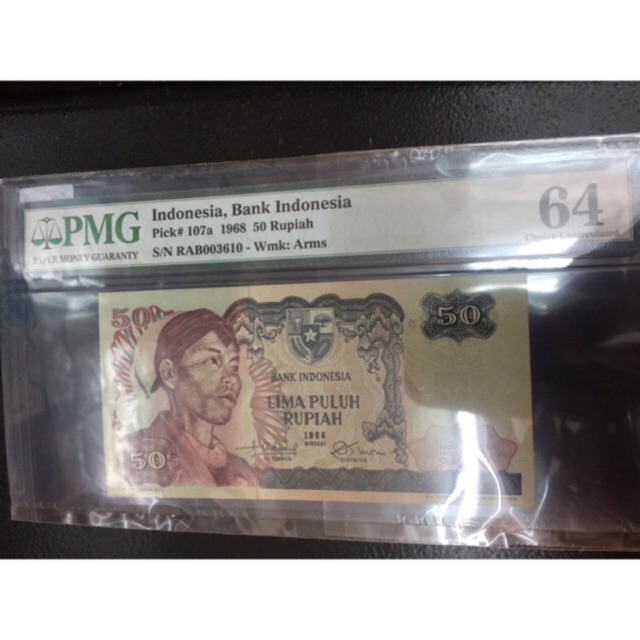 PMG
PAPER MONEY GUARANTY
Indonesia, Bank Indonesia
Pick# 107a 1968 50 Rupiah
S/N RAB003610 - Wmk: Arms
64
Choice Uncirculated
50
50
BANK INDONESIA
LIMA PULUH
RUPIAH
1968
DIREKSI
50